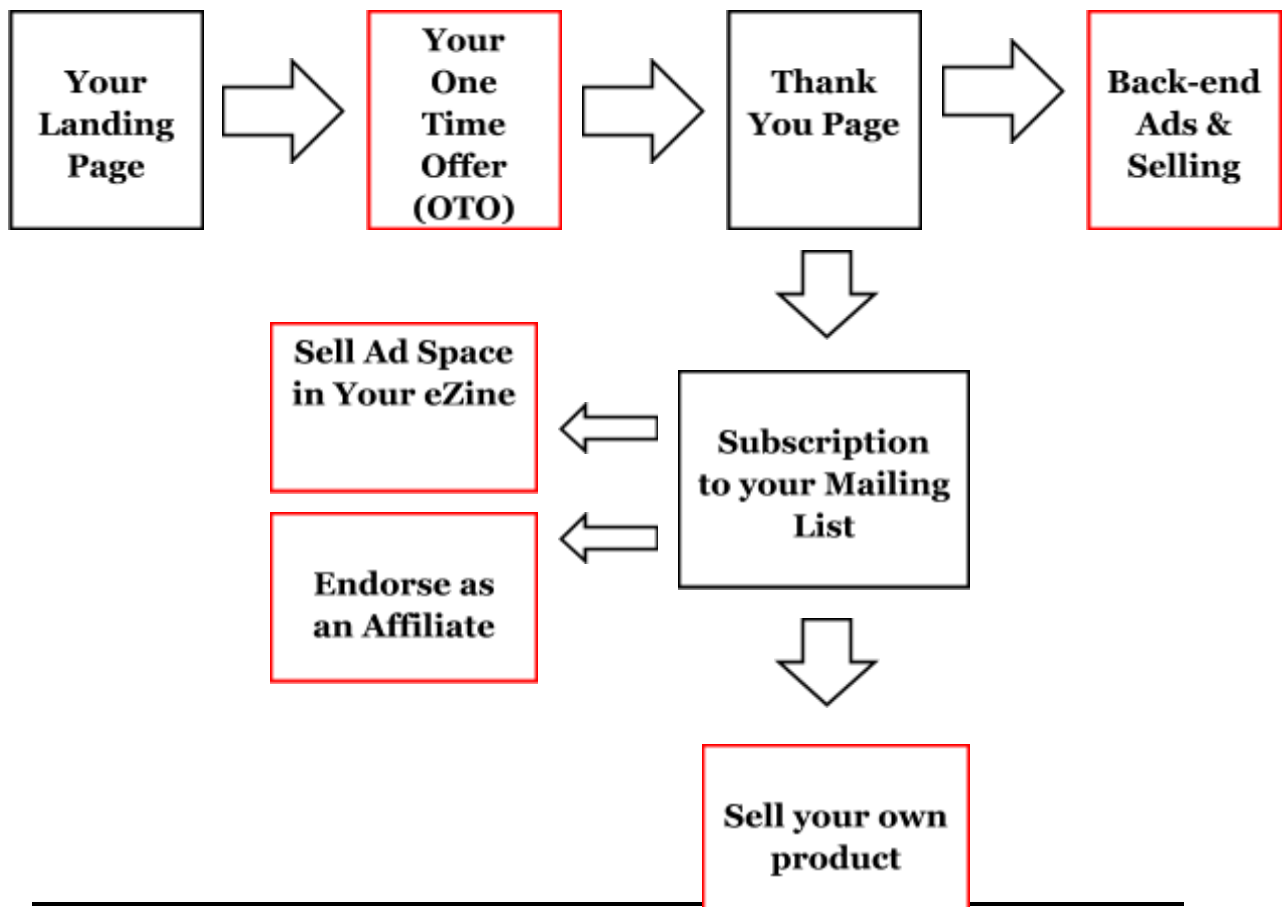 Your
Landing
Page
Your
One
Time
Offer
(OTO)
Thank
You Page
Back-end
Ads &
Selling
Sell Ad Space
in Your eZine
Subscription
to your Mailing
List
Endorse as
an Affiliate
Sell your own
product